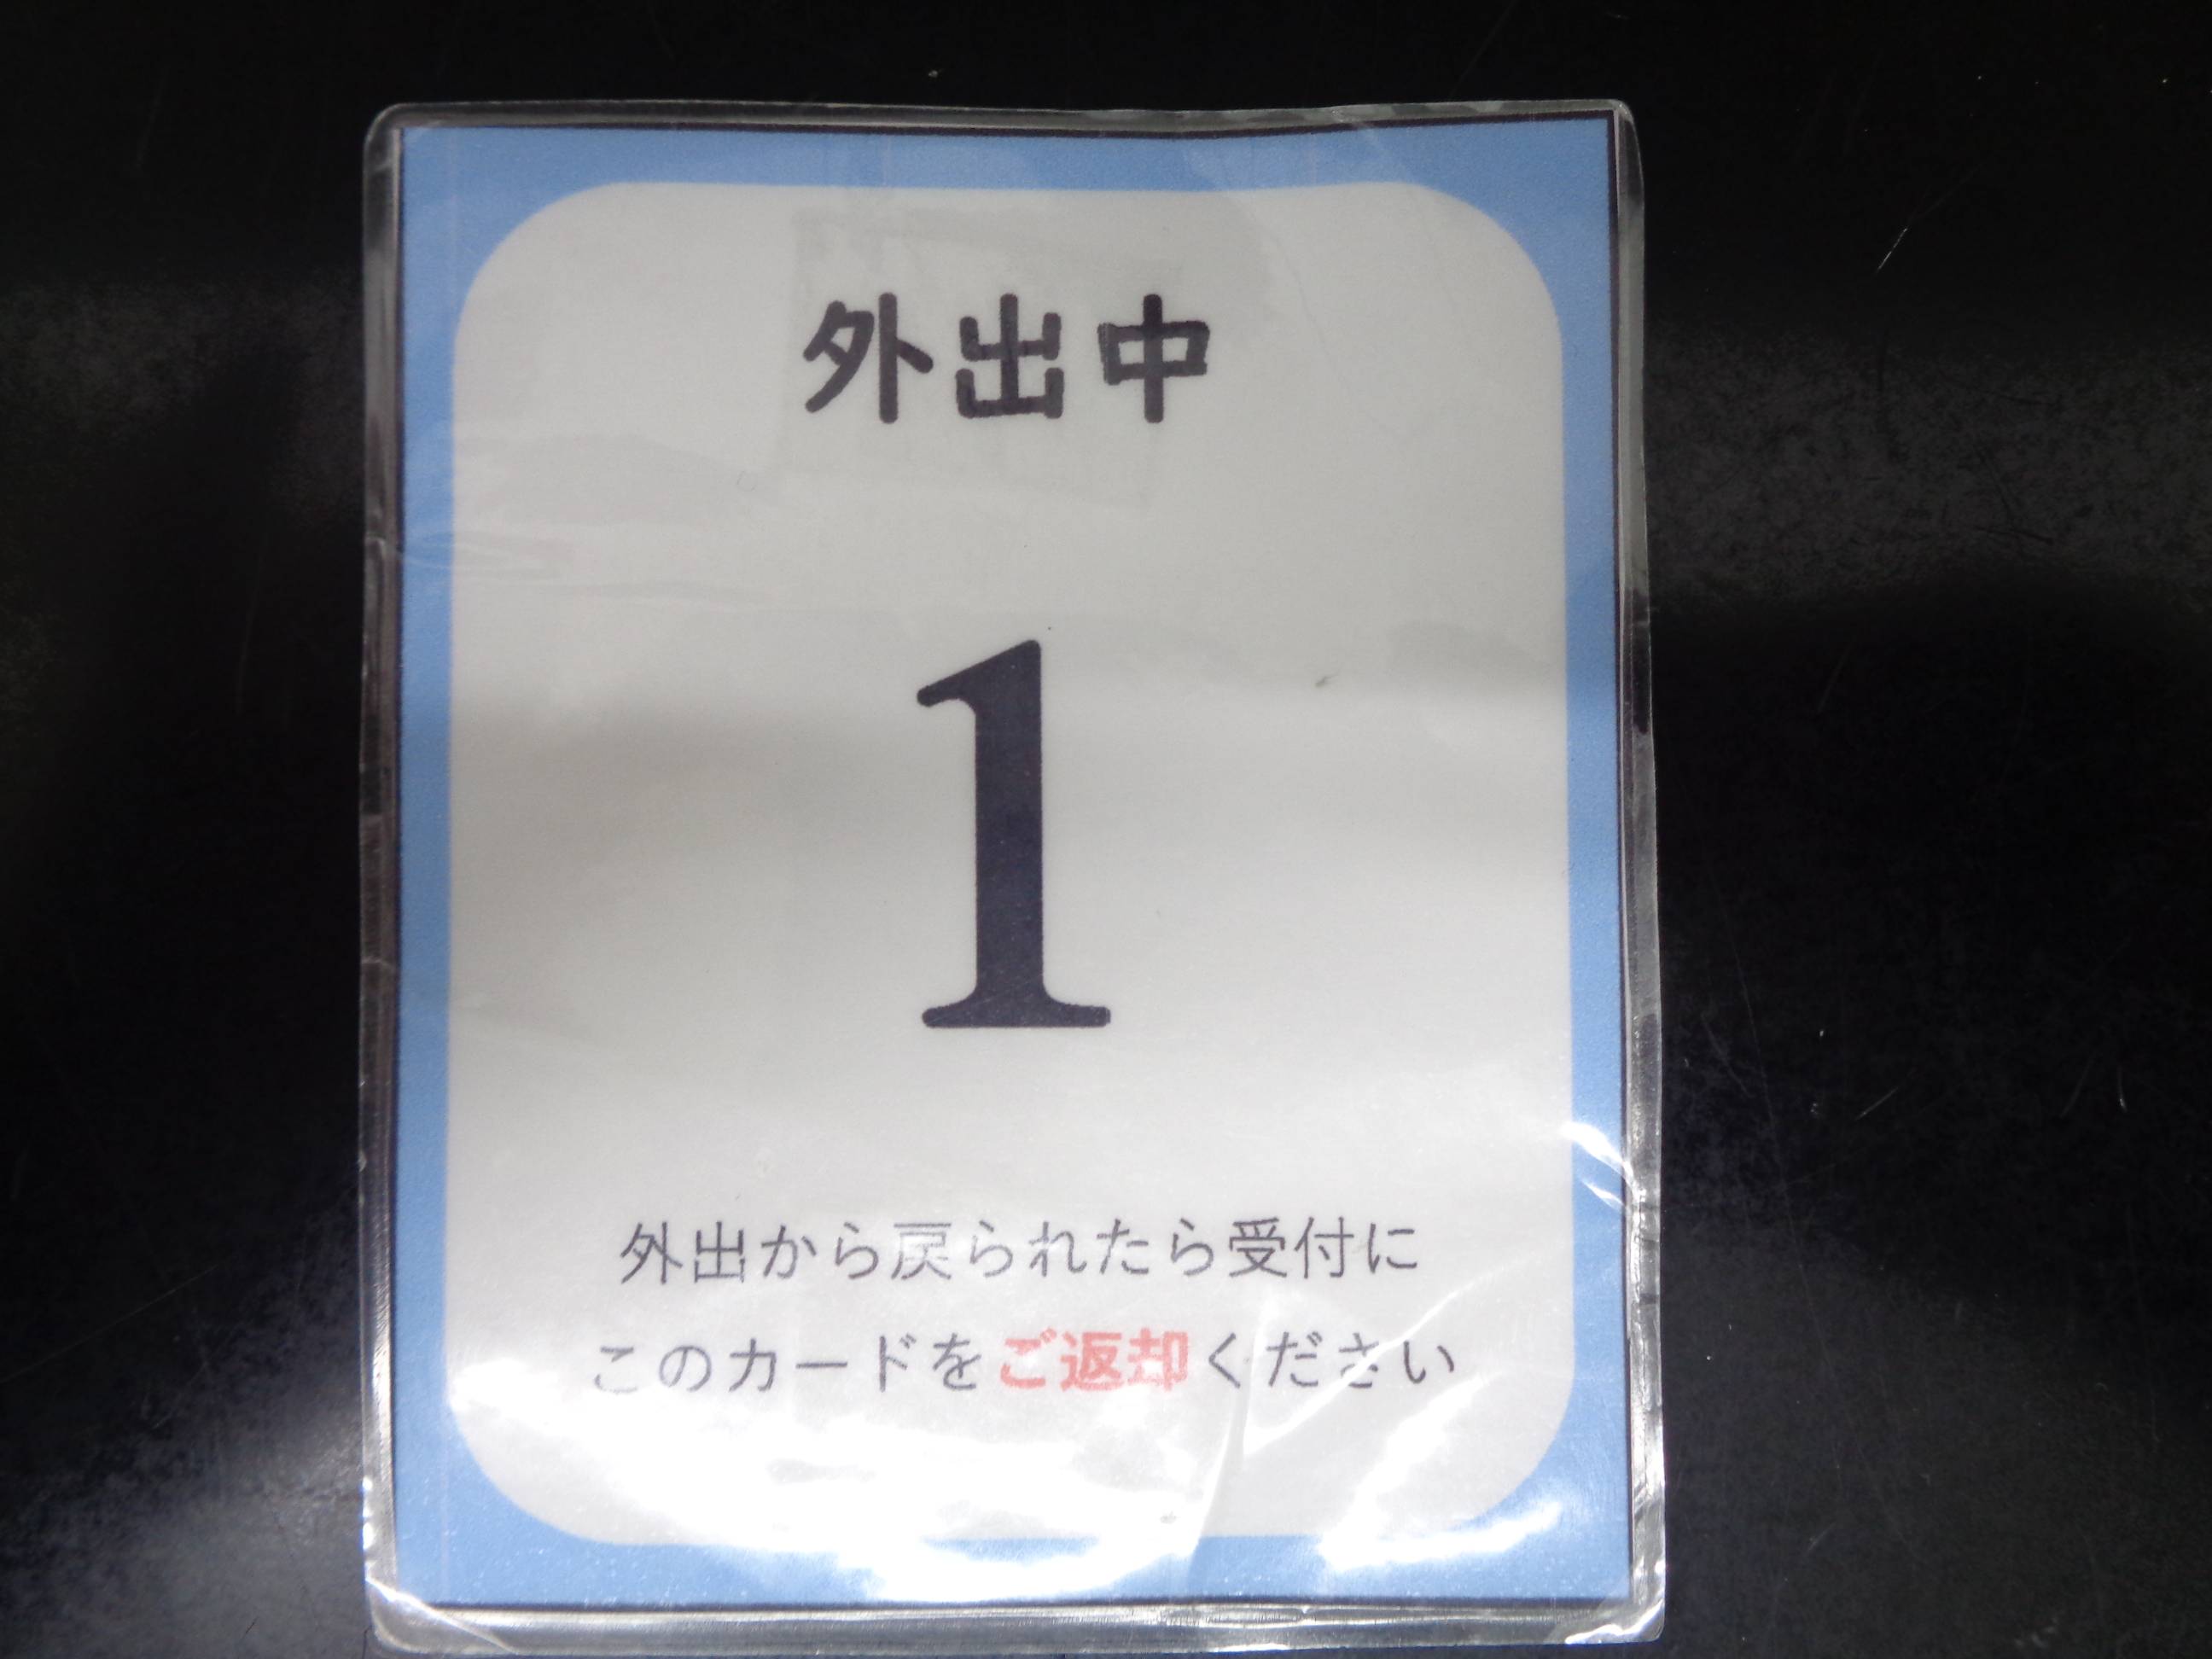 外出中
1
外出から戻られたら受付に
このカードをご返却ください